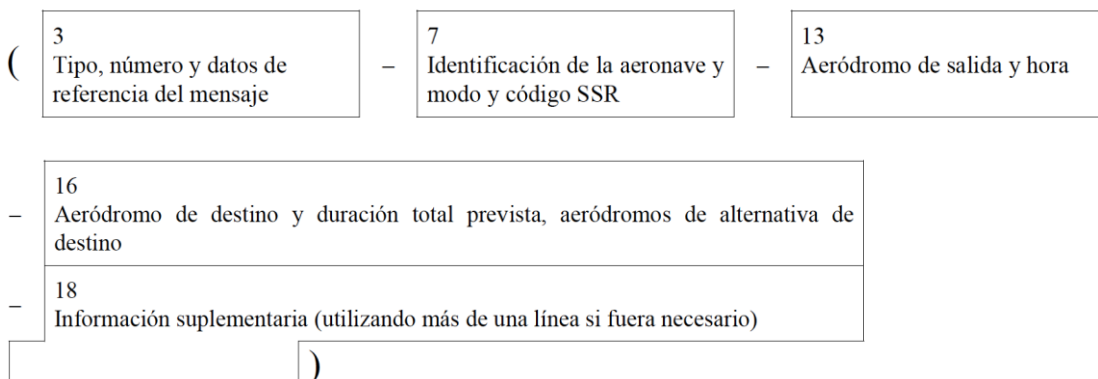 ( 3 – 7 – 13
Tipo, número y datos de referencia del mensaje
Identificación de la aeronave y modo y código SSR
Aeródromo de salida y hora
– 16
Aeródromo de destino y duración total prevista, aeródromos de alternativa de
destino
– 18
Información suplementaria (utilizando más de una línea si fuera necesario)
)